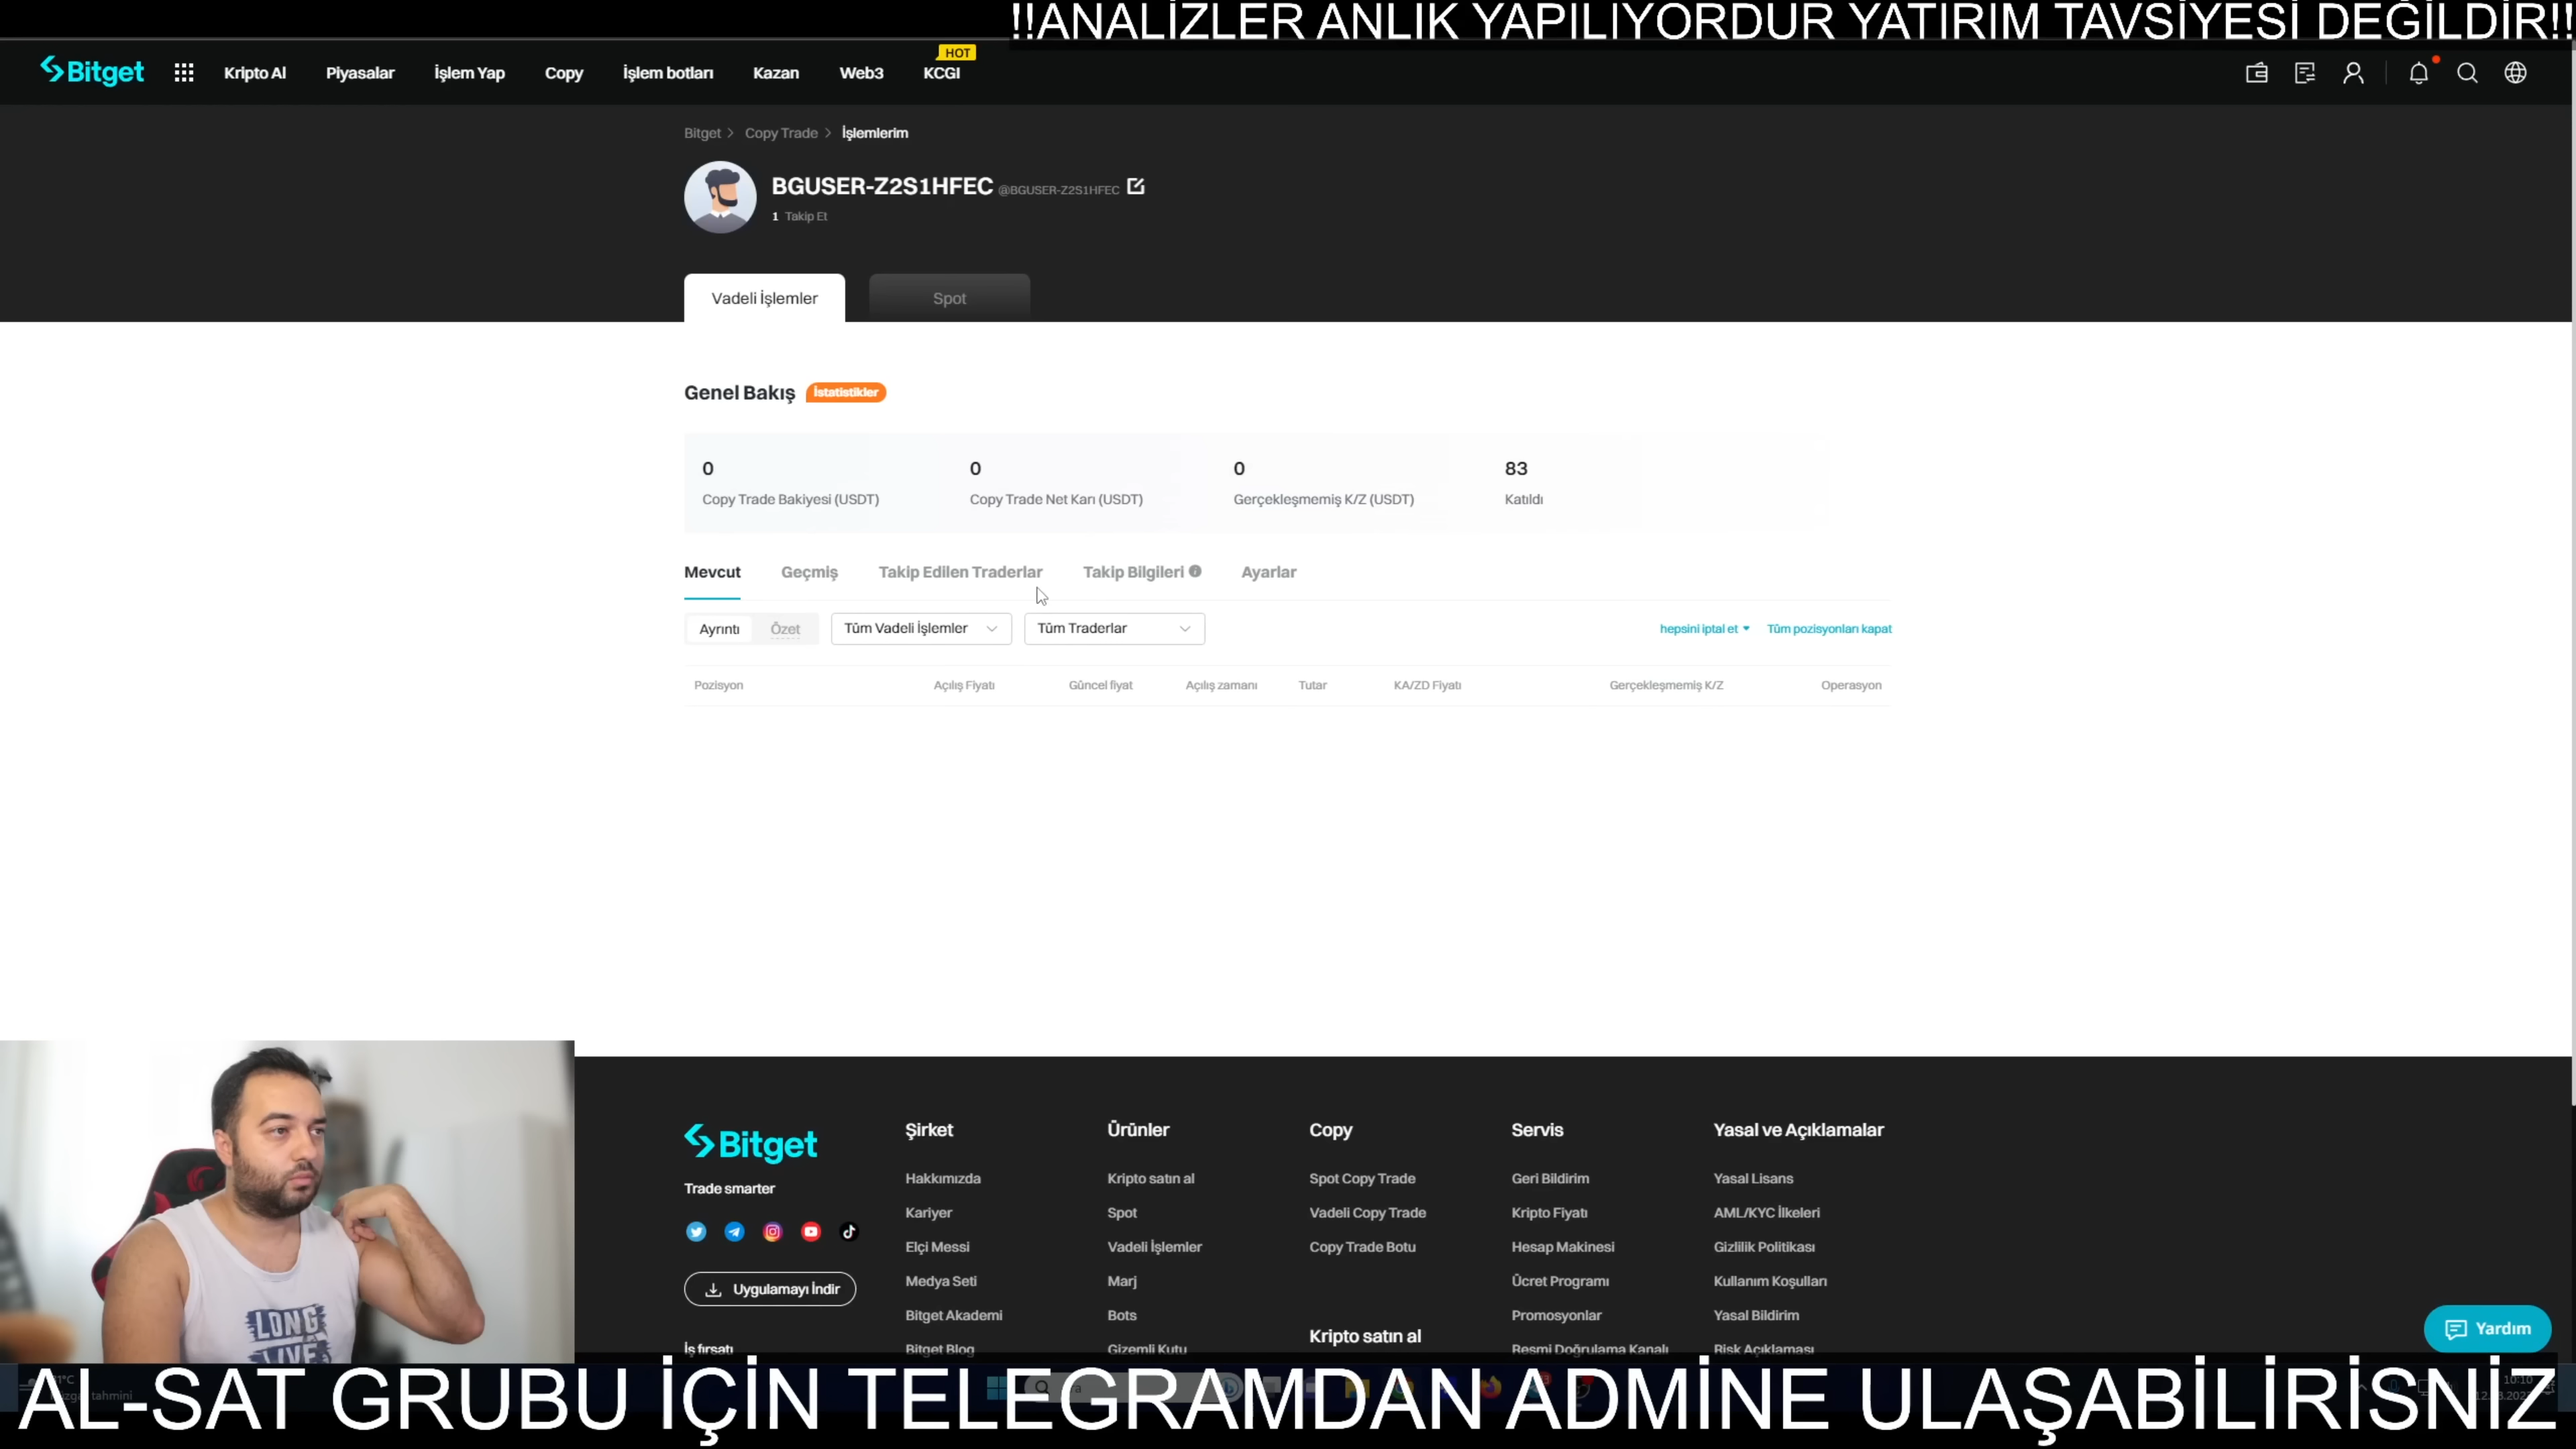 !!ANALİZLER ANLIK YAPILIYORDUR YATIRIM TAVSİYESİ DEĞİLDİR!!
Bitget
Kripto Al Piyasalar İşlem Yap Copy İşlem botları Kazan Web3 KCGI HOT
Bitget > Copy Trade > İşlemlerim
BGUSER-Z2S1HFEC @BGUSER-Z2S1HFEC
1 Takip Et
Vadeli İşlemler Spot
Genel Bakış İstatistikler
0 0 0 83
Copy Trade Bakiyesi (USDT) Copy Trade Net Karı (USDT) Gerçekleşmemiş K/Z (USDT) Katıldı
Mevcut Geçmiş Takip Edilen Traderlar Takip Bilgileri Ayarlar
Ayrıntı Özet Tüm Vadeli İşlemler Tüm Traderlar hepsini iptal et Tüm pozisyonları kapat
Pozisyon Açılış Fiyatı Güncel fiyat Açılış zamanı Tutar KA/ZD Fiyatı Gerçekleşmemiş K/Z Operasyon
Bitget Şirket Ürünler Copy Servis Yasal ve Açıklamalar
Trade smarter Hakkımızda Kripto satın al Spot Copy Trade Geri Bildirim Yasal Lisans
Kariyer Spot Vadeli Copy Trade Kripto Fiyatı AML/KYC İlkeleri
Elçi Messi Vadeli İşlemler Copy Trade Botu Hesap Makinesi Gizlilik Politikası
Uygulamayı İndir Medya Seti Marj Ücret Programı Kullanım Koşulları
Bitget Akademi Bots Promosyonlar Yasal Bildirim
Kripto satın al
İş fırsatı Bitget Blog Gizemli Kutu Resmi Doğrulama Kanalı Risk Açıklaması
Yardım
LONG
LIVE
AL-SAT GRUBU İÇİN TELEGRAMDAN ADMİNE ULAŞABİLİRİSNİZ